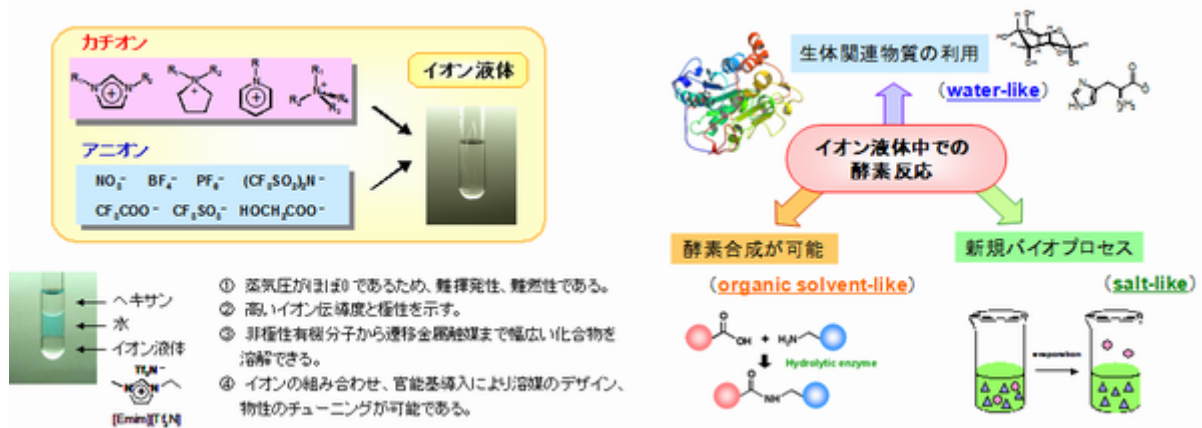 カチオン
イオン液体
アニオン
NO₃⁻ BF₄⁻ PF₆⁻ (CF₃SO₂)₂N⁻
CF₃COO⁻ CF₃SO₃⁻ HOCH₂COO⁻
ヘキサン
水
イオン液体
Tf₂N⁻
[Emim][Tf₂N]
① 蒸気圧がほぼ0であるため、難揮発性、難燃性である。
② 高いイオン伝導度と極性を示す。
③ 非極性有機分子から遷移金属触媒まで幅広い化合物を
溶解できる。
④ イオンの組み合わせ、官能基導入により溶媒のデザイン、
物性のチューニングが可能である。
生体関連物質の利用
(water-like)
イオン液体中での
酵素反応
酵素合成が可能
(organic solvent-like)
OH + H₂N
Hydrolytic enzyme
O
NH
新規バイオプロセス
(salt-like)
evaporation